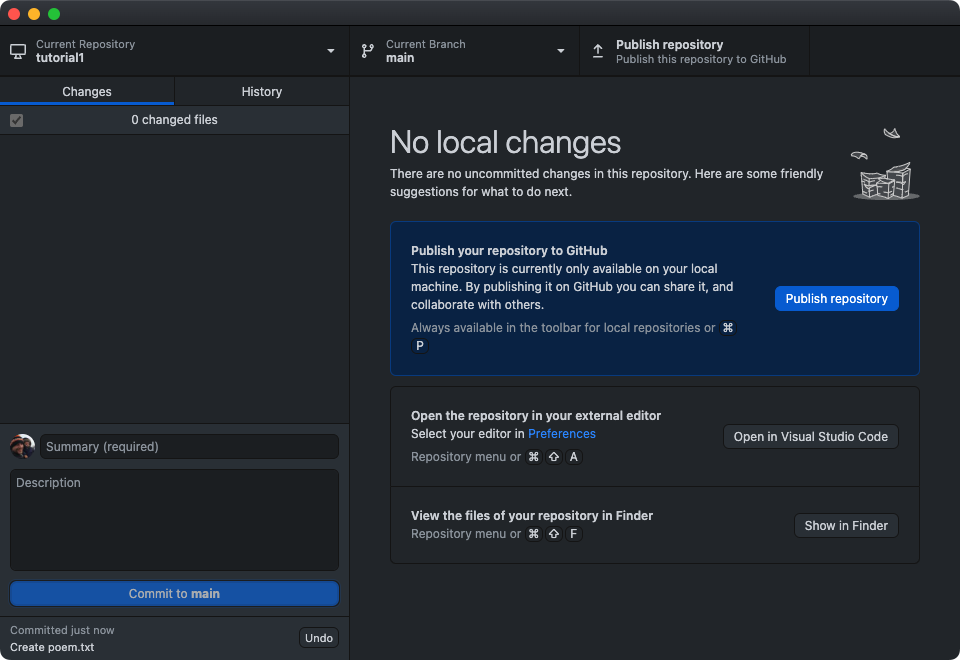 Current Repository
tutorial1
Current Branch
main
Publish repository
Publish this repository to GitHub
Changes
History
0 changed files
No local changes
There are no uncommitted changes in this repository. Here are some friendly
suggestions for what to do next.
Publish your repository to GitHub
This repository is currently only available on your local
machine. By publishing it on GitHub you can share it, and
collaborate with others.
Always available in the toolbar for local repositories or ⌘
P
Publish repository
Open the repository in your external editor
Select your editor in Preferences
Repository menu or ⌘ ⇧ A
Open in Visual Studio Code
View the files of your repository in Finder
Repository menu or ⌘ ⇧ F
Show in Finder
Summary (required)
Description
Commit to main
Committed just now
Create poem.txt
Undo